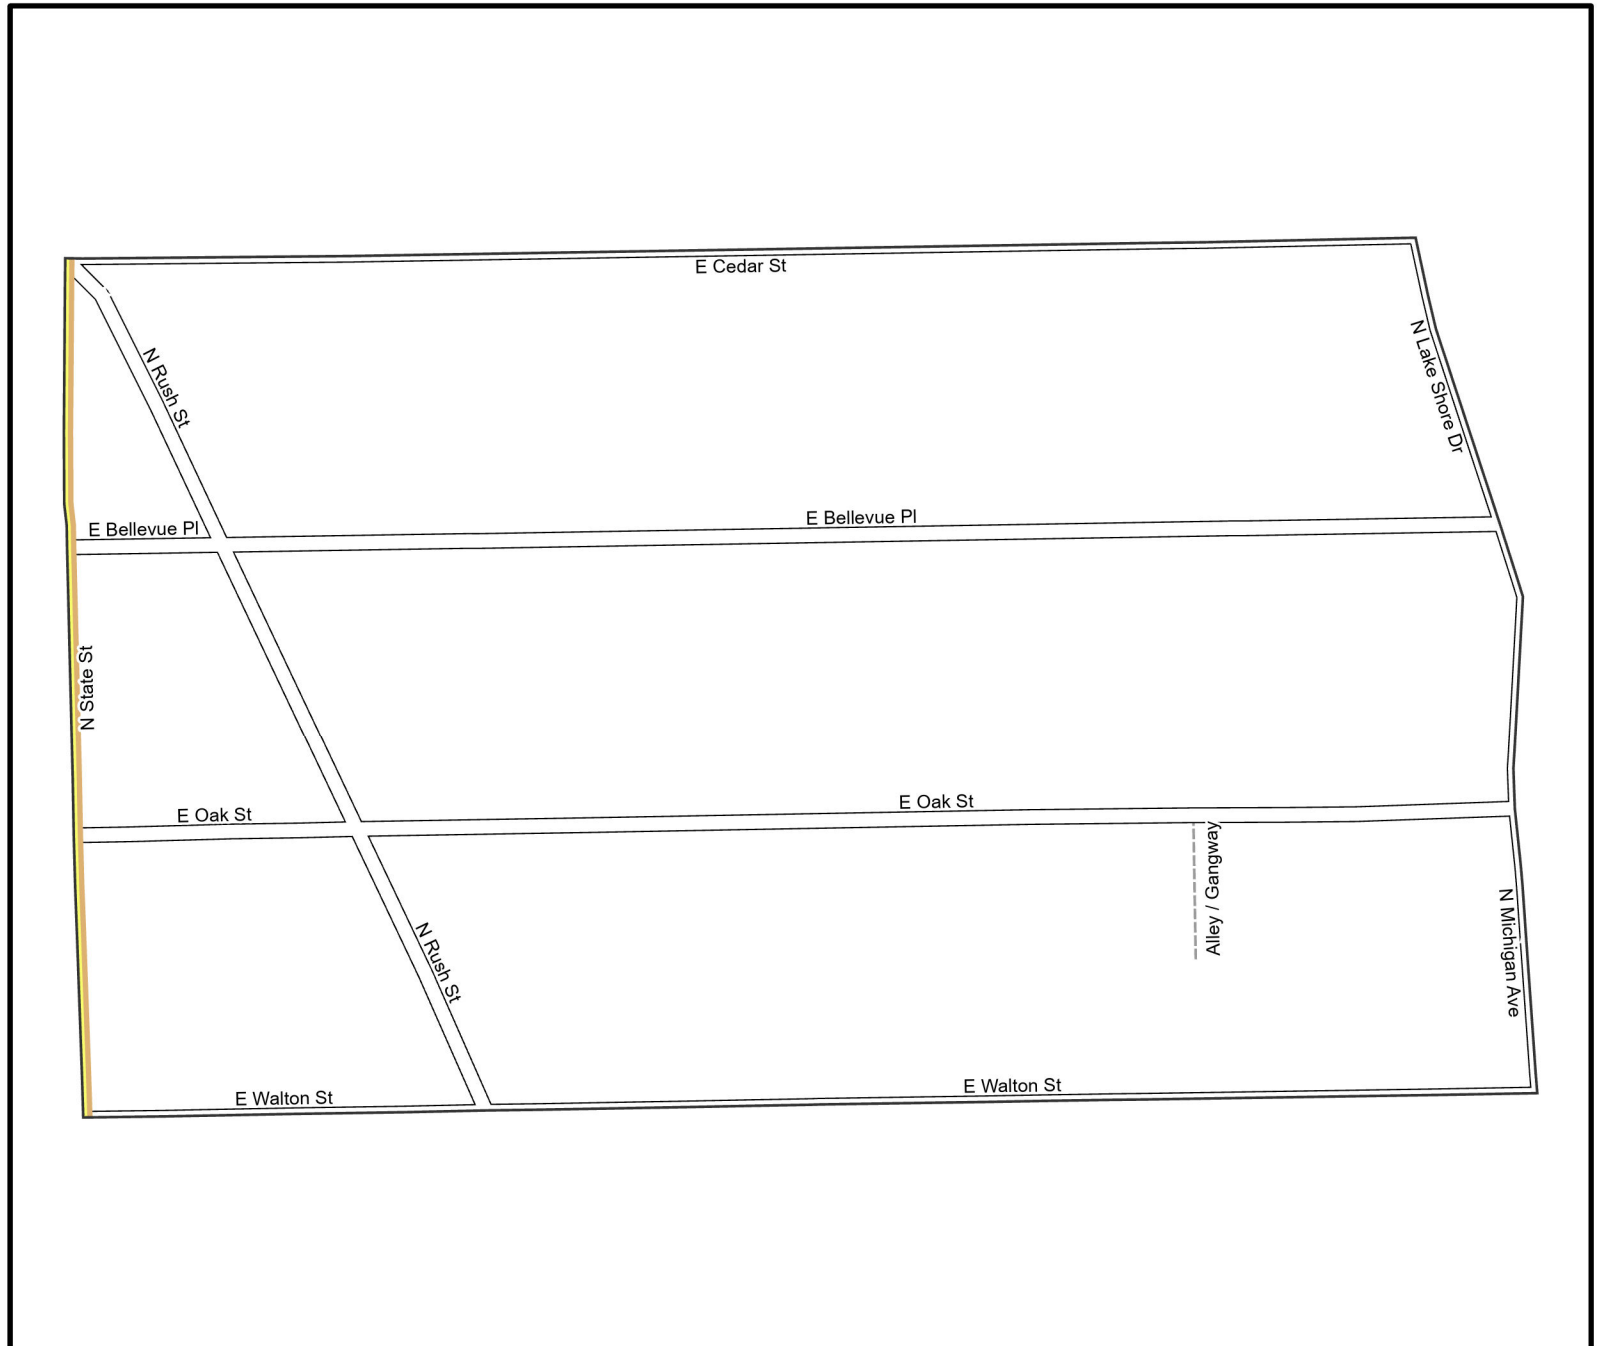 E Cedar St
N Rush St
N Lake Shore Dr
E Bellevue Pl
E Bellevue Pl
N State St
E Oak St
E Oak St
Alley / Gangway
N Michigan Ave
N Rush St
E Walton St
E Walton St